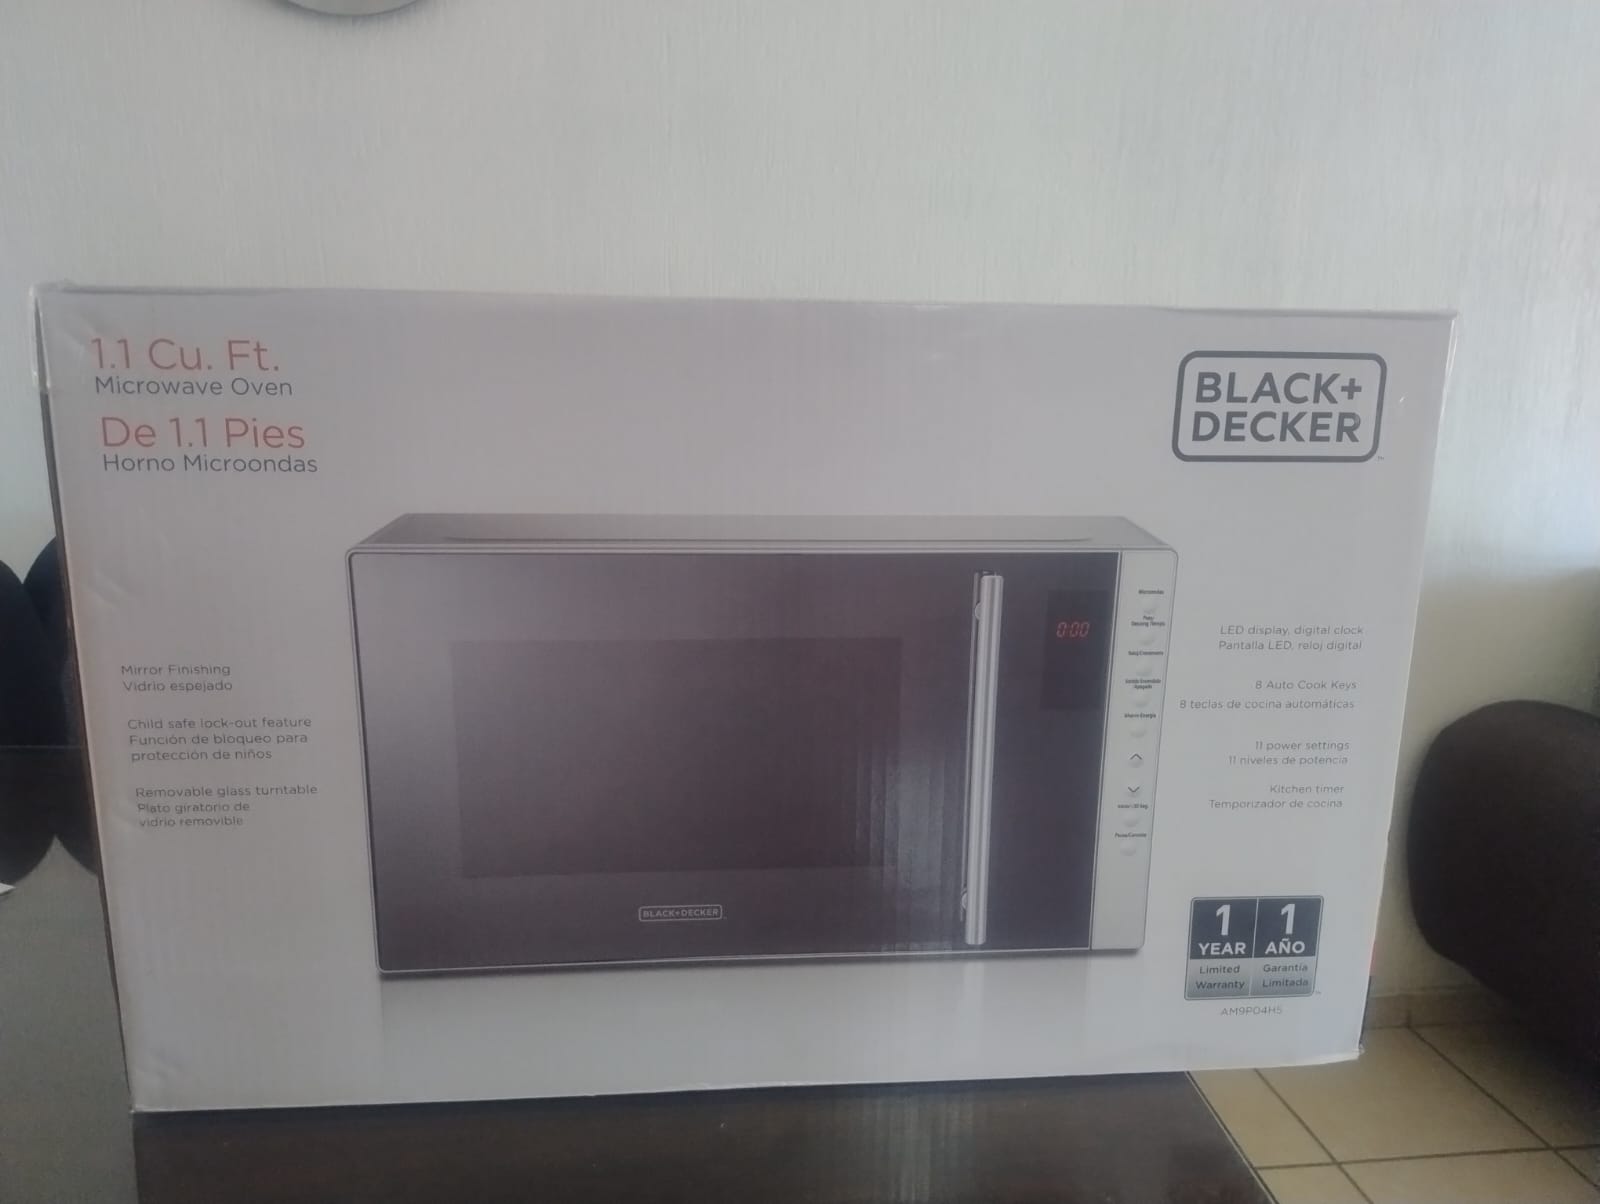 1.1 Cu. Ft.
Microwave Oven
De 1.1 Pies
Horno Microondas
BLACK+
DECKER
Mirror Finishing
Vidrio espejado
Child safe lock-out feature
Función de bloqueo para
protección de niños
Removable glass turntable
Plato giratorio de
vidrio removible
0:00
Microondas
BLACK+DECKER
LED display, digital clock
Pantalla LED, reloj digital
8 Auto Cook Keys
8 teclas de cocina automáticas
11 power settings
11 niveles de potencia
Kitchen timer
Temporizador de cocina
1 1
YEAR AÑO
Limited Garantía
Warranty Limitada
AM9P04H5